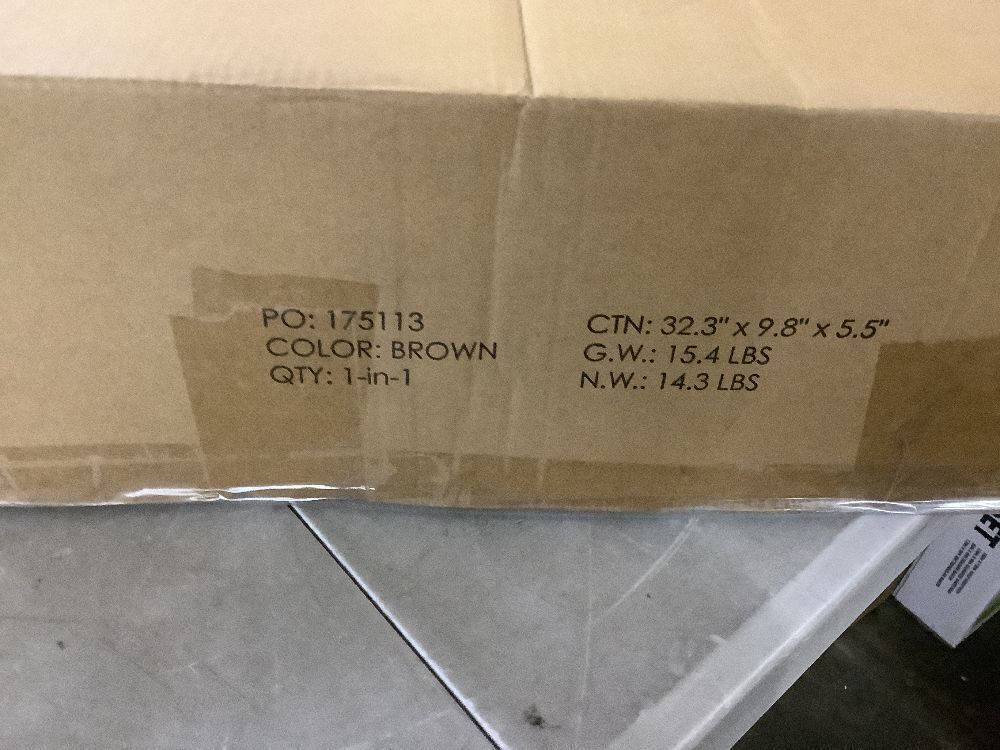 PO: 175113
COLOR: BROWN
QTY: 1-in-1
CTN: 32.3" x 9.8" x 5.5"
G.W.: 15.4 LBS
N.W.: 14.3 LBS